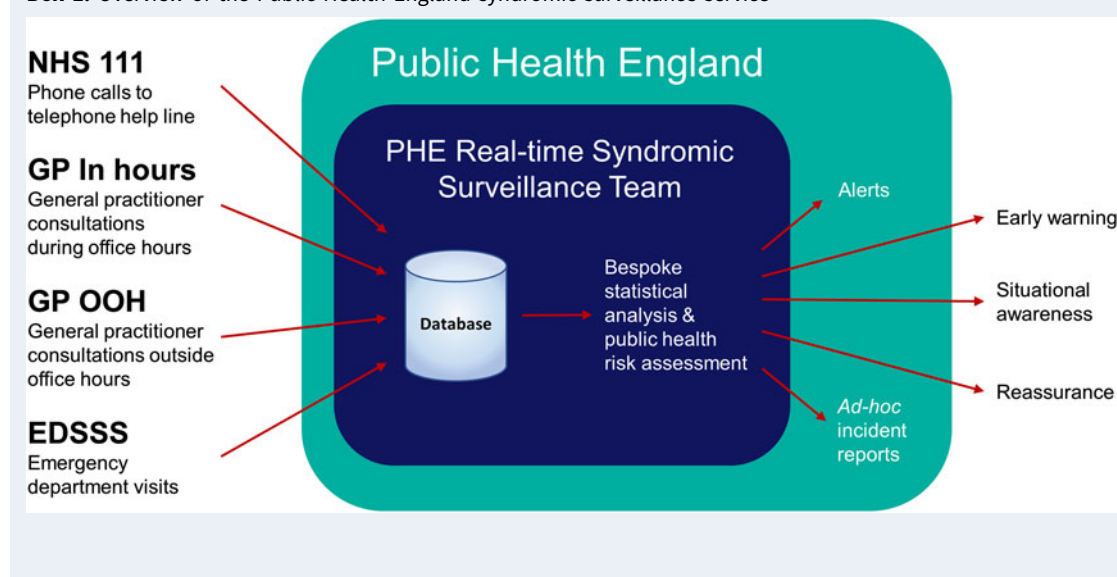 Public Health England
NHS 111
Phone calls to
telephone help line
GP In hours
General practitioner
consultations
during office hours
GP OOH
General practitioner
consultations outside
office hours
EDSSS
Emergency
department visits
PHE Real-time Syndromic
Surveillance Team
Database
Bespoke
statistical
analysis &
public health
risk assessment
Alerts
Ad-hoc
incident
reports
Early warning
Situational
awareness
Reassurance